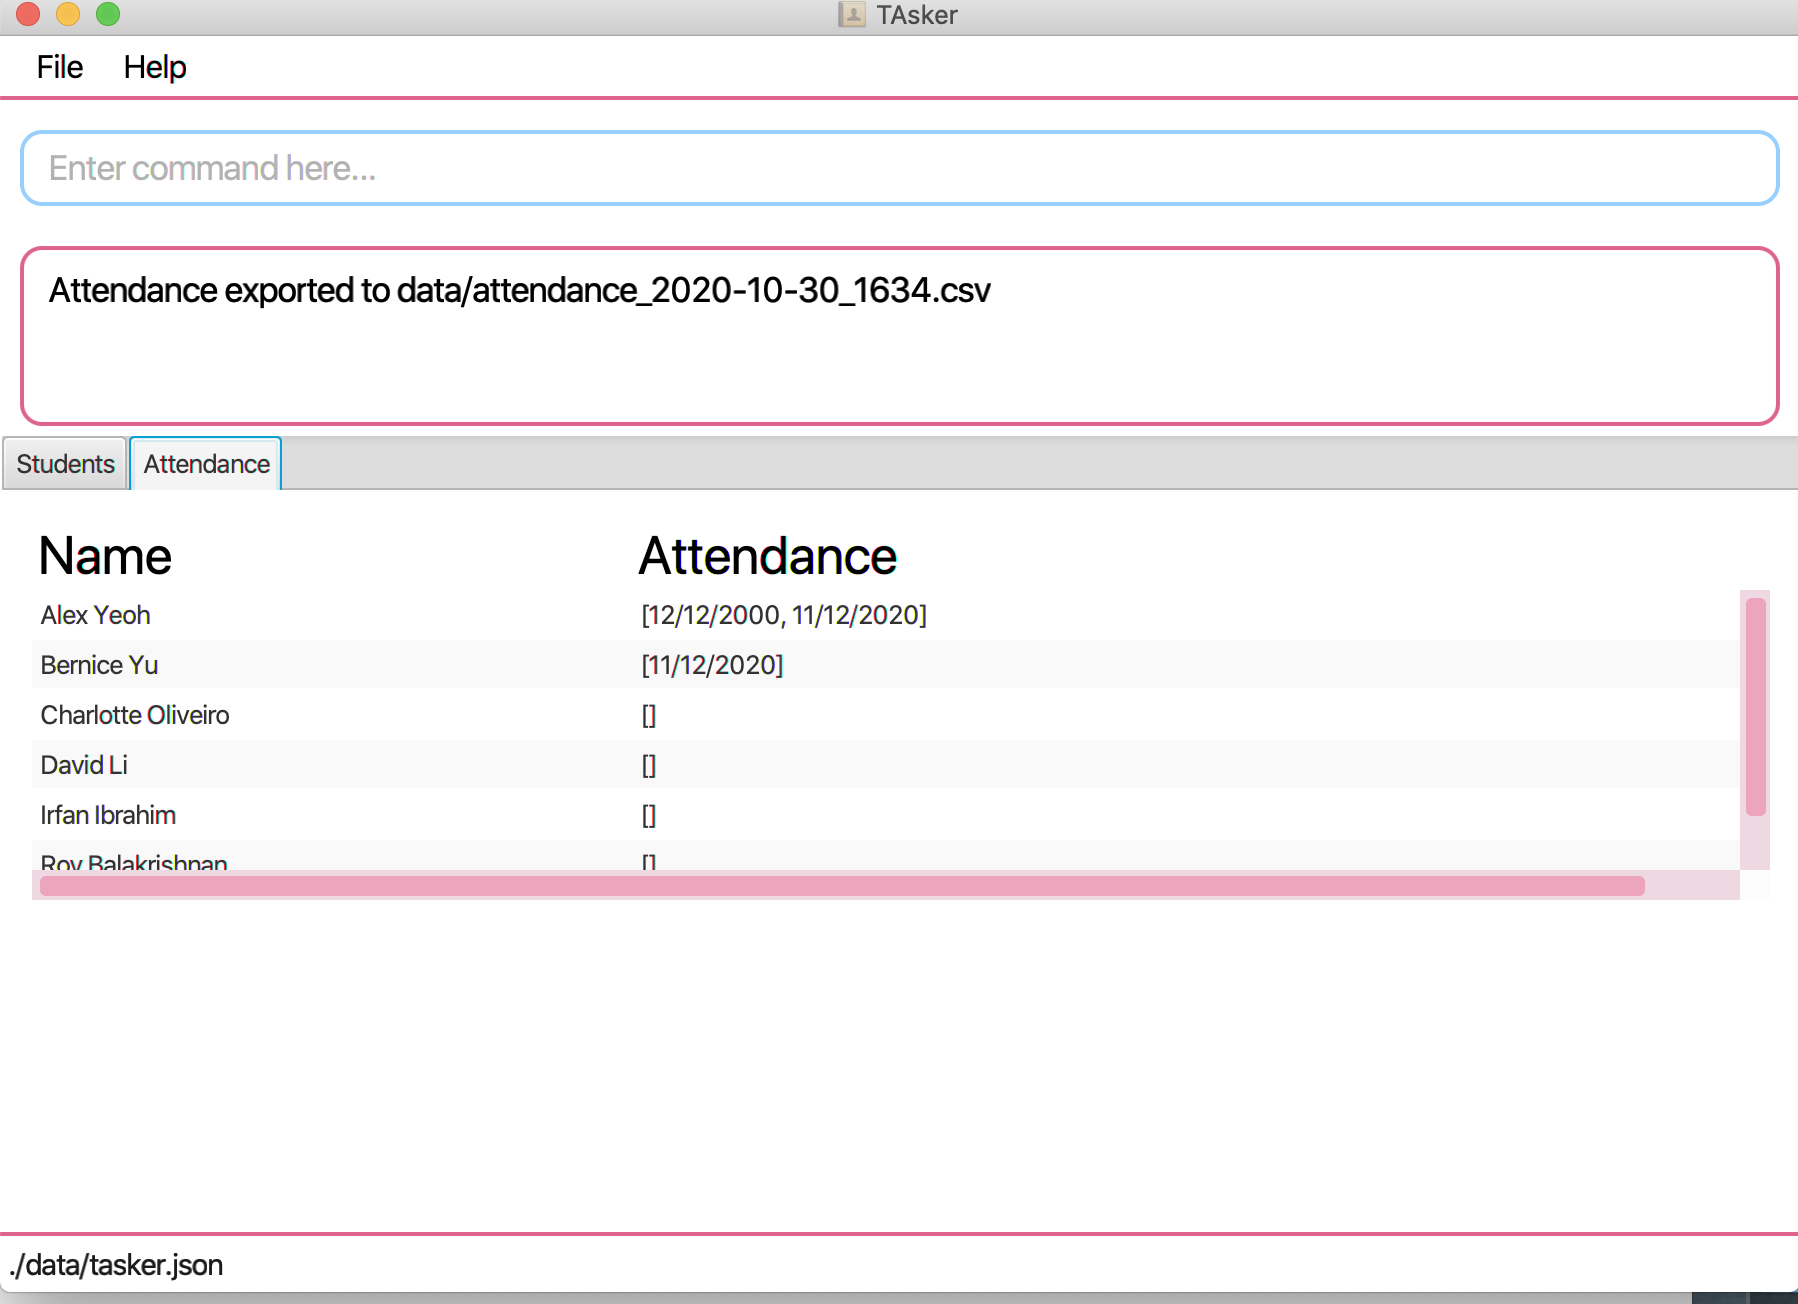 TAsker
File Help
Enter command here...
Attendance exported to data/attendance_2020-10-30_1634.csv
Students Attendance
Name Attendance
Alex Yeoh [12/12/2000, 11/12/2020]
Bernice Yu [11/12/2020]
Charlotte Oliveiro []
David Li []
Irfan Ibrahim []
Roy Balakrishnan []
./data/tasker.json